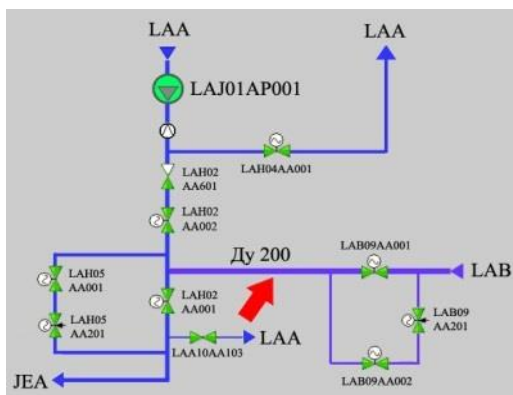 LAA
LAA
LAJ01AP001
LAH04AA001
LAH02
AA601
LAH02
AA002
Ду 200
LAB09AA001
LAB
LAH05
AA001
LAH02
AA001
LAB09
AA201
LAH05
AA201
LAA10AA103
LAA
LAB09AA002
JEA